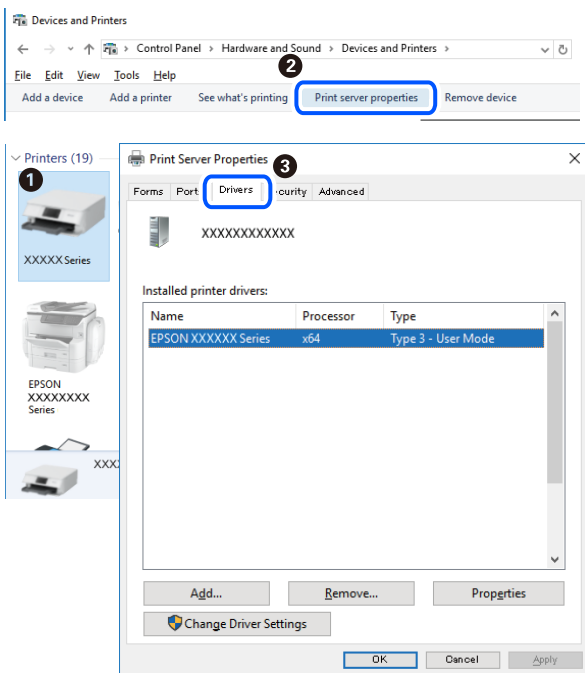 Devices and Printers
Control Panel > Hardware and Sound > Devices and Printers >
File Edit View Tools Help
2
Add a device Add a printer See what's printing Print server properties Remove device
Printers (19)
1
XXXXX Series
EPSON
XXXXXXXX
Series
XXX
Print Server Properties
3
Forms Port Drivers curity Advanced
XXXXXXXXXXXX
Installed printer drivers:
Name Processor Type
EPSON XXXXXX Series x64 Type 3 - User Mode
Add... Remove... Properties
Change Driver Settings
OK Cancel Apply